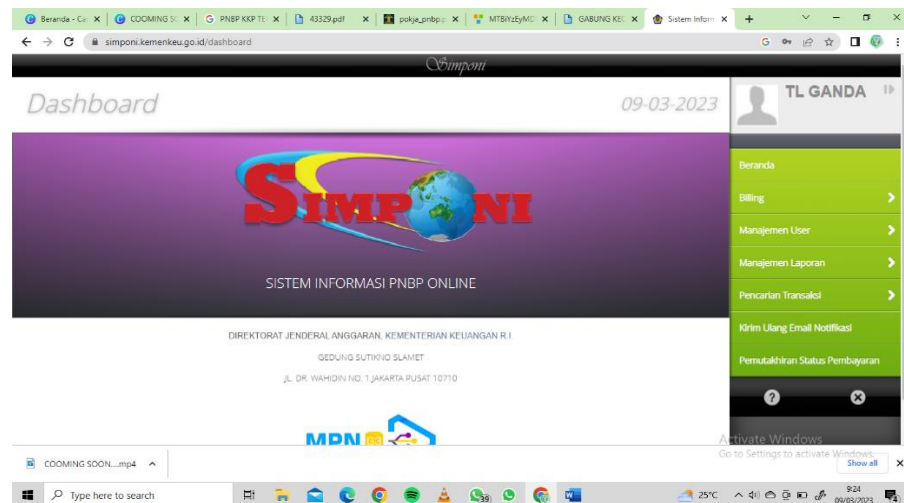 Beranda - Ca
COOMING SC
PNBP KKP TE
43329.pdf
pokja_pnbp.p
MTBiYzEyMD
GABUNG KEC
Sistem Inform
simponi.kemenkeu.go.id/dashboard
Simponi
Dashboard
09-03-2023
TL GANDA
SIMPONI
SISTEM INFORMASI PNBP ONLINE
DIREKTORAT JENDERAL ANGGARAN, KEMENTERIAN KEUANGAN R.I.
GEDUNG SUTIKNO SLAMET
JL. DR. WAHIDIN NO. 1 JAKARTA PUSAT 10710
MPN G3
Beranda
Billing
Manajemen User
Manajemen Laporan
Pencarian Transaksi
Kirim Ulang Email Notifikasi
Pemutakhiran Status Pembayaran
Activate Windows
Go to Settings to activate Windows.
COOMING SOON....mp4
Show all
Type here to search
39
25°C
9:24
09/03/2023